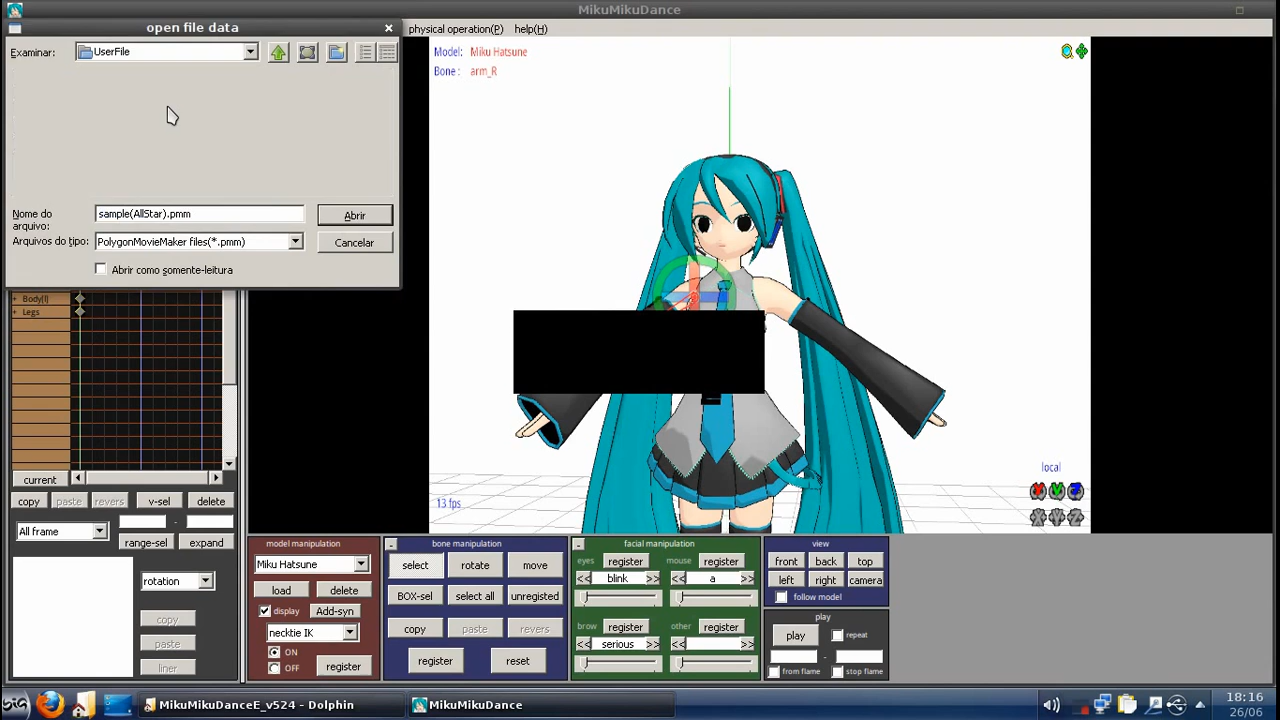 MikuMikuDance
open file data
physical operation(P) help(H)
Examinar: UserFile
Model: Miku Hatsune
Bone: arm_R
Nome do arquivo: sample(AllStar).pmm Abrir
Arquivos do tipo: PolygonMovieMaker files(*.pmm) Cancelar
Abrir como somente-leitura
+ Body(l)
+ Legs
local
X Y Z
X Y Z
13 fps
current
copy paste revers v-sel delete
All frame -
range-sel expand
rotation
copy
paste
liner
model manipulation
Miku Hatsune
load delete
display Add-syn
necktie IK
ON
OFF register
- bone manipulation
select rotate move
BOX-sel select all unregisted
copy paste revers
register reset
- facial manipulation
eyes register mouse register
<< blink >> << a >>
brow register other register
<< serious >> << >>
view
front back top
left right camera
follow model
play
play repeat
-
from flame stop flame
big MikuMikuDanceE_v524 - Dolphin MikuMikuDance 18:16
26/06